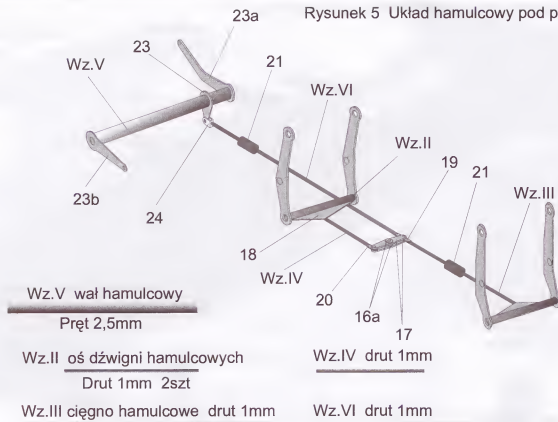 Rysunek 5 Układ hamulcowy pod p
23a
23
21
Wz.V
Wz.VI
Wz.II
19
21
Wz.III
23b
24
18
Wz.IV
20
16a
17
Wz.V wał hamulcowy
Pręt 2,5mm
Wz.II oś dźwigni hamulcowych
Drut 1mm 2szt
Wz.IV drut 1mm
Wz.III cięgno hamulcowe drut 1mm
Wz.VI drut 1mm